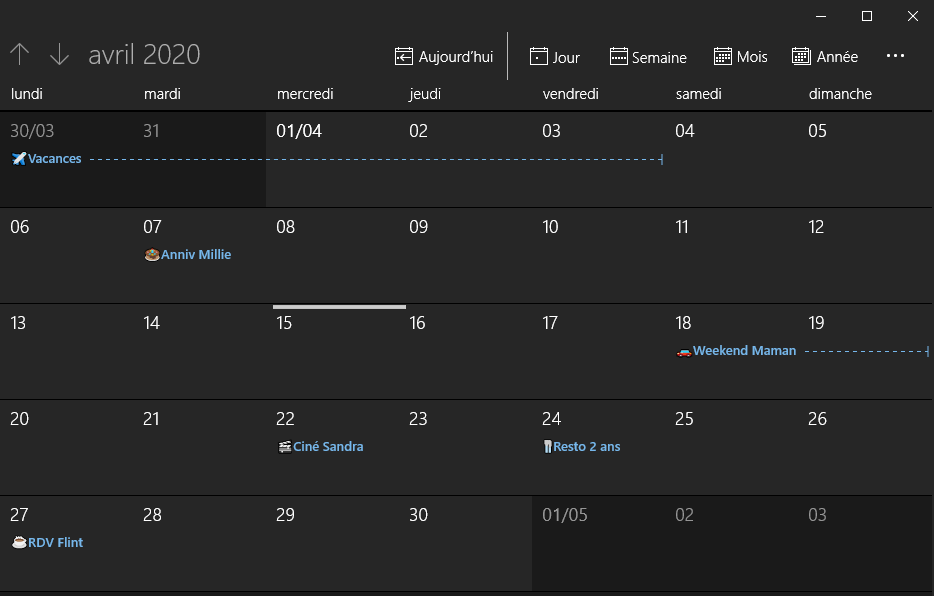 avril 2020 Aujourd'hui Jour Semaine Mois Année
lundi mardi mercredi jeudi vendredi samedi dimanche
30/03 31 01/04 02 03 04 05
Vacances
06 07 08 09 10 11 12
Anniv Millie
13 14 15 16 17 18 19
Weekend Maman
20 21 22 23 24 25 26
Ciné Sandra Resto 2 ans
27 28 29 30 01/05 02 03
RDV Flint